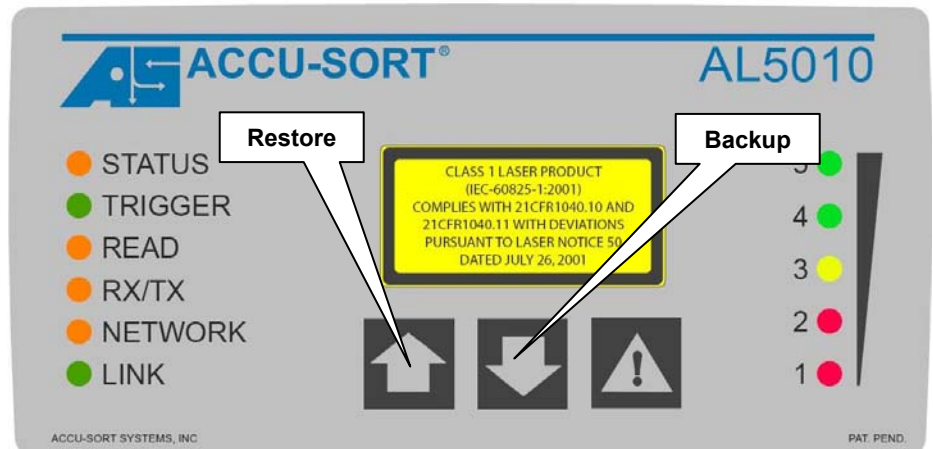 ACCU-SORT®
AL5010
Restore
Backup
STATUS
TRIGGER
READ
RX/TX
NETWORK
LINK
CLASS 1 LASER PRODUCT
(IEC-60825-1:2001)
COMPLIES WITH 21CFR1040.10 AND
21CFR1040.11 WITH DEVIATIONS
PURSUANT TO LASER NOTICE 50,
DATED JULY 26, 2001
5
4
3
2
1
ACCU-SORT SYSTEMS, INC
PAT. PEND.